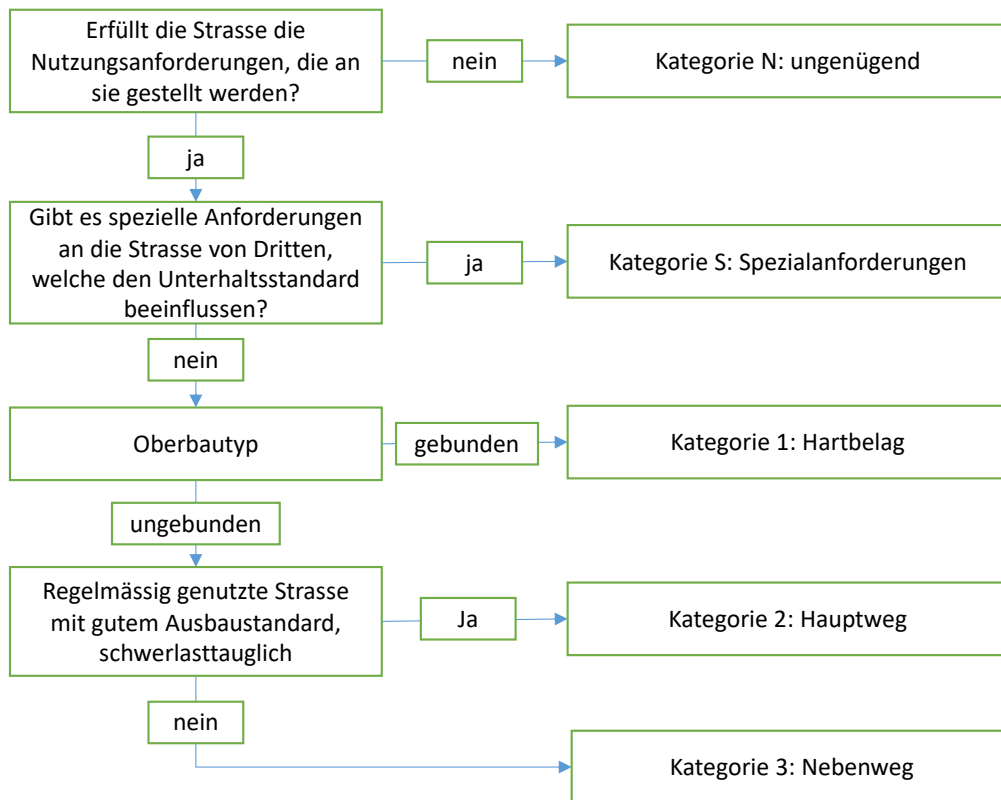 Erfüllt die Strasse die
Nutzungsanforderungen, die an
sie gestellt werden?
nein
Kategorie N: ungenügend
ja
Gibt es spezielle Anforderungen
an die Strasse von Dritten,
welche den Unterhaltsstandard
beeinflussen?
ja
Kategorie S: Spezialanforderungen
nein
Oberbautyp
gebunden
Kategorie 1: Hartbelag
ungebunden
Regelmässig genutzte Strasse
mit gutem Ausbaustandard,
schwerlasttauglich
Ja
Kategorie 2: Hauptweg
nein
Kategorie 3: Nebenweg